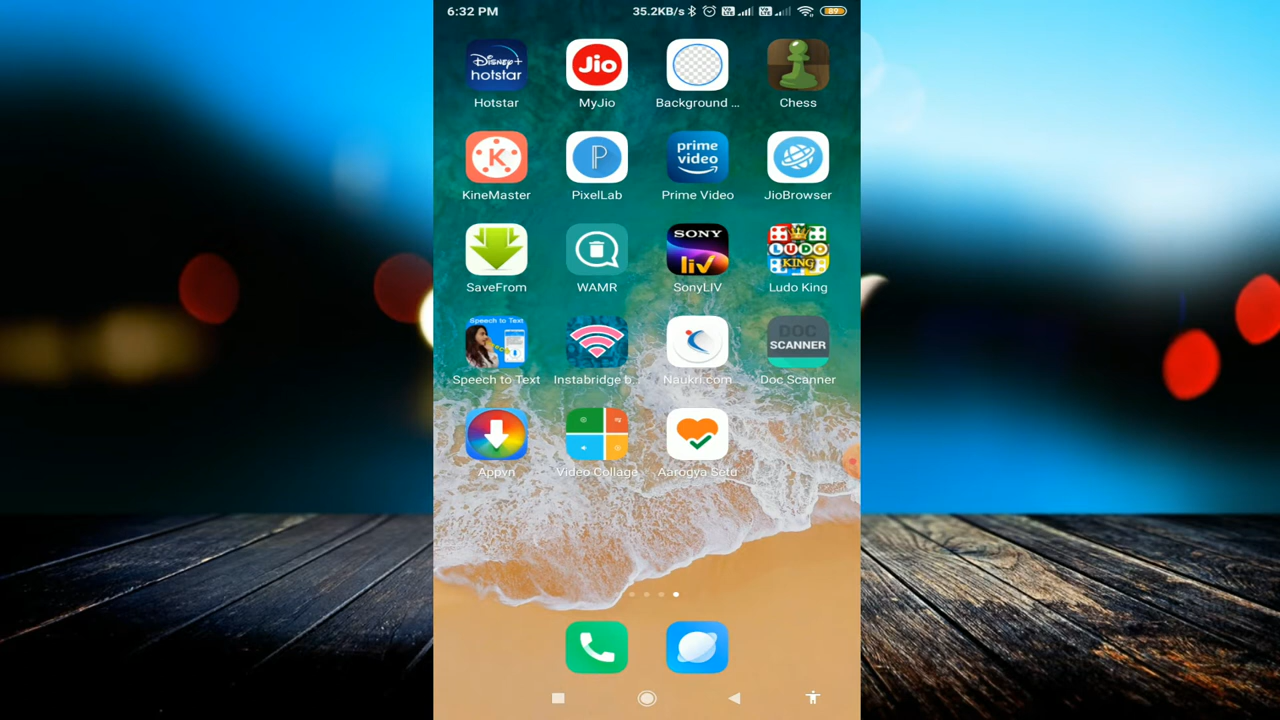 6:32 PM 35.2KB/s 89
Disney+ hotstar Jio
Hotstar MyJio Background ... Chess
K P prime video
KineMaster PixelLab Prime Video JioBrowser
SONY liv LUDO KING
SaveFrom WAMR SonyLIV Ludo King
Speech to Text DOC SCANNER
Speech to Text Instabridge b.. Naukri.com Doc Scanner
Appvn Video Collage Aarogya Setu